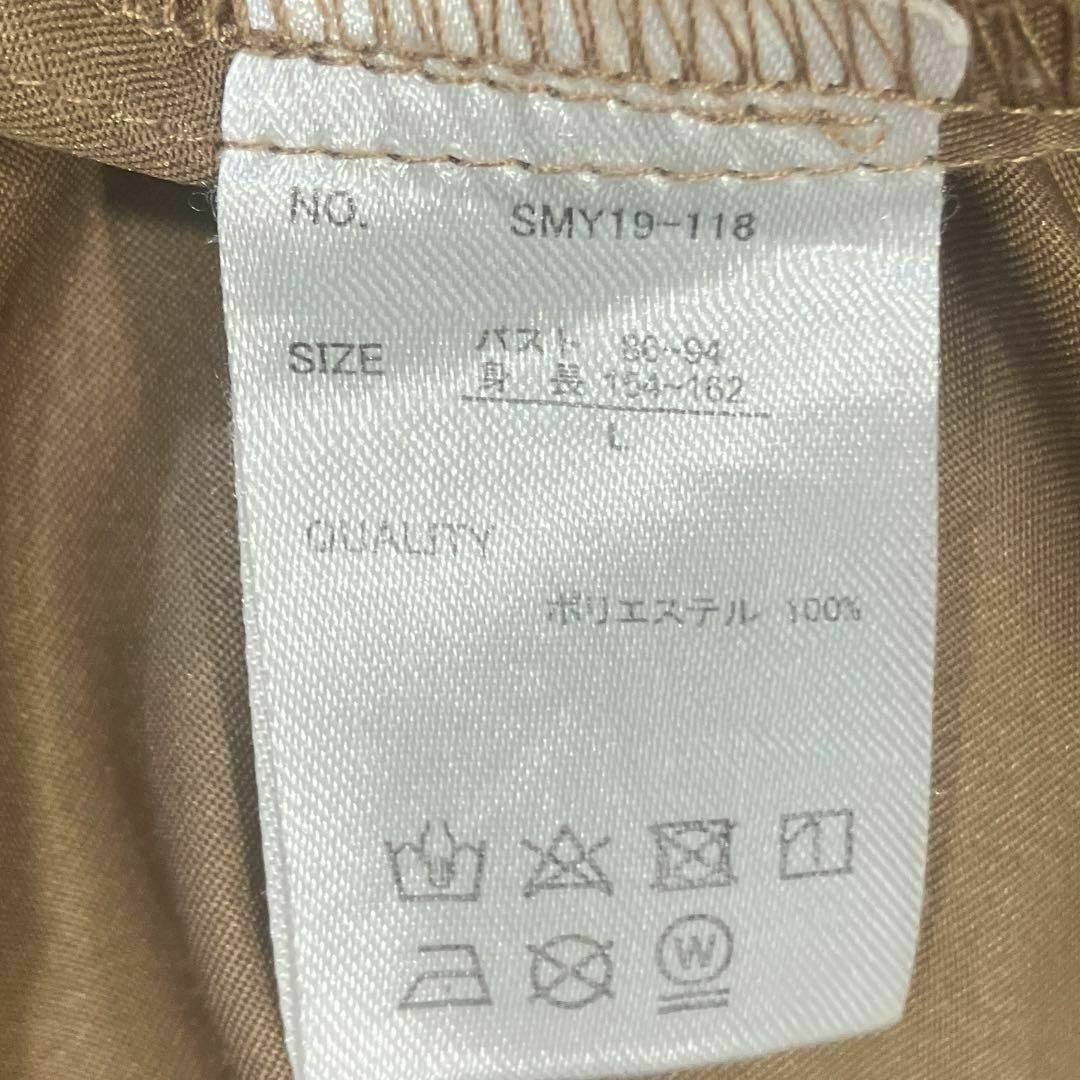 NO. SMY19-118
SIZE バスト 86~94
身 長 154~162
L
QUALITY
ポリエステル 100%
W